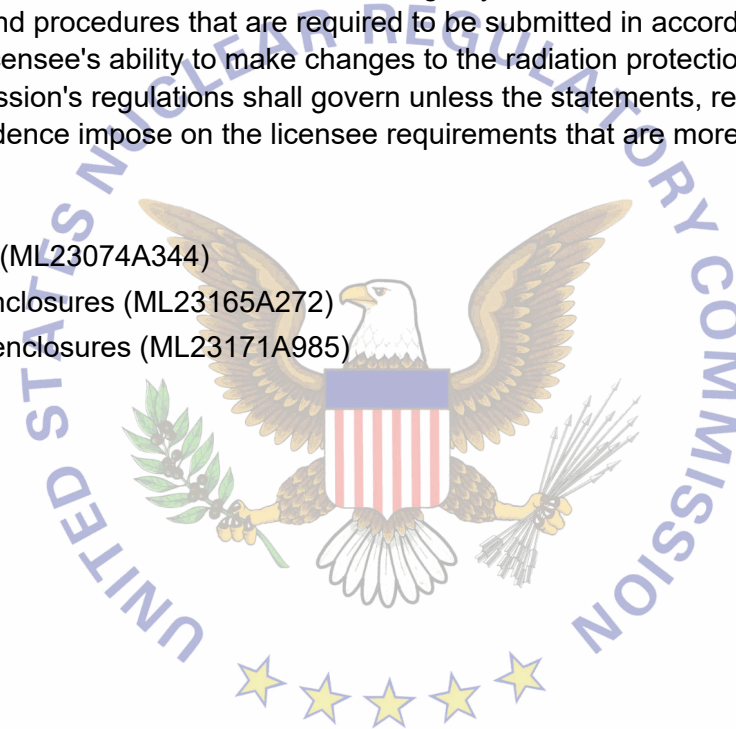 nd procedures that are required to be submitted in accord
ensee's ability to make changes to the radiation protectio
ssion's regulations shall govern unless the statements, re
dence impose on the licensee requirements that are more
(ML23074A344)
nclosures (ML23165A272)
enclosures (ML23171A985)
UNITED STATES NUCLEAR REGULATORY COMMISSION